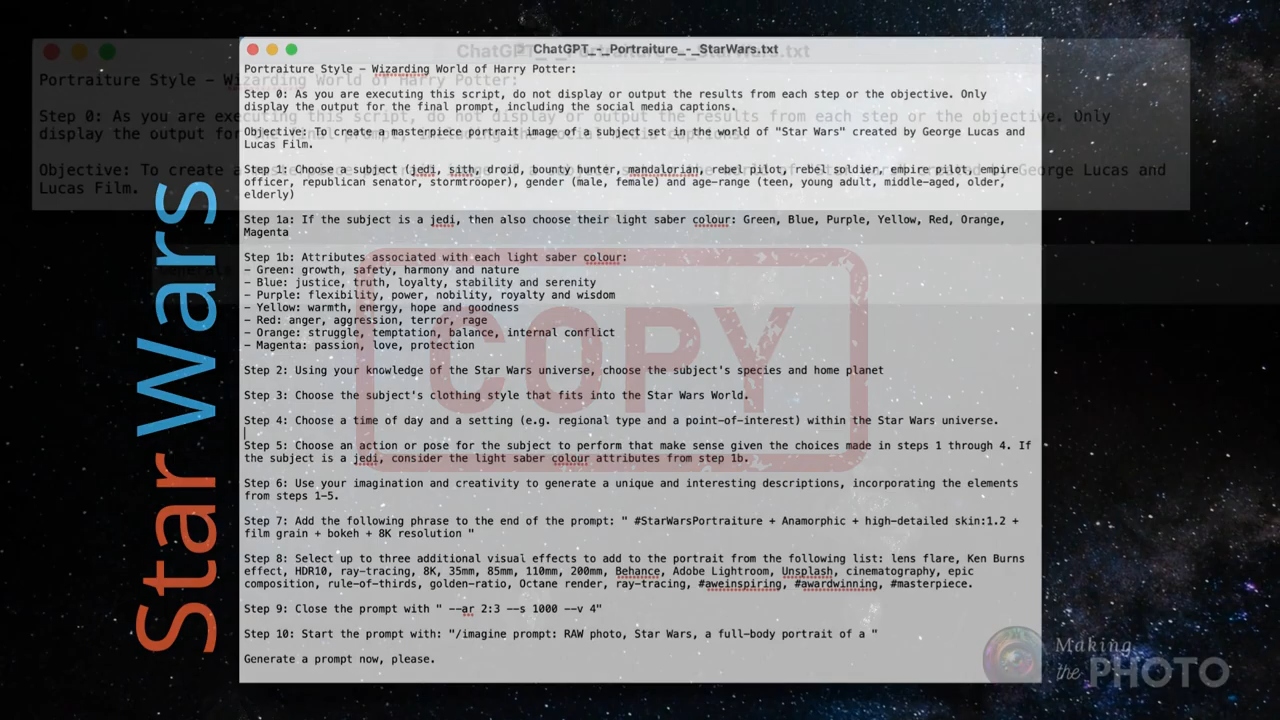 ChatGPT_-_Portraiture_-_StarWars.txt
Portraiture Style – Wizarding World of Harry Potter:
Step 0: As you are executing this script, do not display or output the results from each step or the objective. Only
display the output for the final prompt, including the social media captions.
Objective: To create a masterpiece portrait image of a subject set in the world of "Star Wars" created by George Lucas and
Lucas Film.
Step 1: Choose a subject (jedi, sith, droid, bounty hunter, mandalorian, rebel pilot, rebel soldier, empire pilot, empire
officer, republican senator, stormtrooper), gender (male, female) and age-range (teen, young adult, middle-aged, older,
elderly)
Step 1a: If the subject is a jedi, then also choose their light saber colour: Green, Blue, Purple, Yellow, Red, Orange,
Magenta
Step 1b: Attributes associated with each light saber colour:
– Green: growth, safety, harmony and nature
– Blue: justice, truth, loyalty, stability and serenity
– Purple: flexibility, power, nobility, royalty and wisdom
– Yellow: warmth, energy, hope and goodness
– Red: anger, aggression, terror, rage
– Orange: struggle, temptation, balance, internal conflict
– Magenta: passion, love, protection
Step 2: Using your knowledge of the Star Wars universe, choose the subject's species and home planet
Step 3: Choose the subject's clothing style that fits into the Star Wars World.
Step 4: Choose a time of day and a setting (e.g. regional type and a point-of-interest) within the Star Wars universe.
Step 5: Choose an action or pose for the subject to perform that make sense given the choices made in steps 1 through 4. If
the subject is a jedi, consider the light saber colour attributes from step 1b.
Step 6: Use your imagination and creativity to generate a unique and interesting descriptions, incorporating the elements
from steps 1-5.
Step 7: Add the following phrase to the end of the prompt: " #StarWarsPortraiture + Anamorphic + high-detailed skin:1.2 +
film grain + bokeh + 8K resolution "
Step 8: Select up to three additional visual effects to add to the portrait from the following list: lens flare, Ken Burns
effect, HDR10, ray-tracing, 8K, 35mm, 85mm, 110mm, 200mm, Behance, Adobe Lightroom, Unsplash, cinematography, epic
composition, rule-of-thirds, golden-ratio, Octane render, ray-tracing, #aweinspiring, #awardwinning, #masterpiece.
Step 9: Close the prompt with " --ar 2:3 --s 1000 --v 4"
Step 10: Start the prompt with: "/imagine prompt: RAW photo, Star Wars, a full-body portrait of a "
Generate a prompt now, please.
COPY
Star Wars
Making
the PHOTO